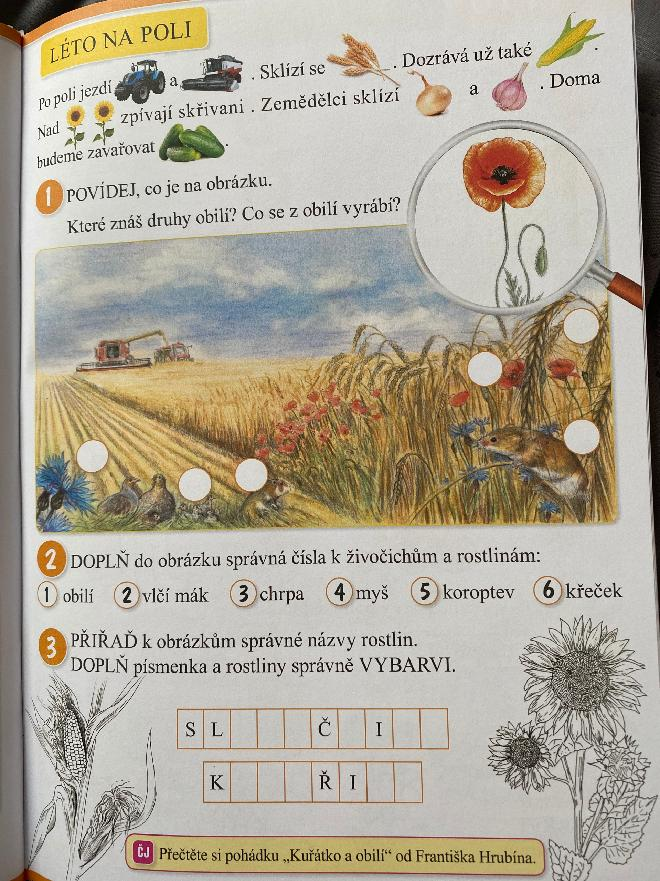 LÉTO NA POLI
Po poli jezdí a . Sklízí se . Dozrává už také .
Nad zpívají skřivani . Zemědělci sklízí a . Doma
budeme zavařovat .
1 POVÍDEJ, co je na obrázku.
Které znáš druhy obilí? Co se z obilí vyrábí?
2 DOPLŇ do obrázku správná čísla k živočichům a rostlinám:
1 obilí 2 vlčí mák 3 chrpa 4 myš 5 koroptev 6 křeček
3 PŘIŘAĎ k obrázkům správné názvy rostlin.
DOPLŇ písmenka a rostliny správně VYBARVI.
S L Č I
K Ř I
ČJ Přečtěte si pohádku „Kuřátko a obilí“ od Františka Hrubína.